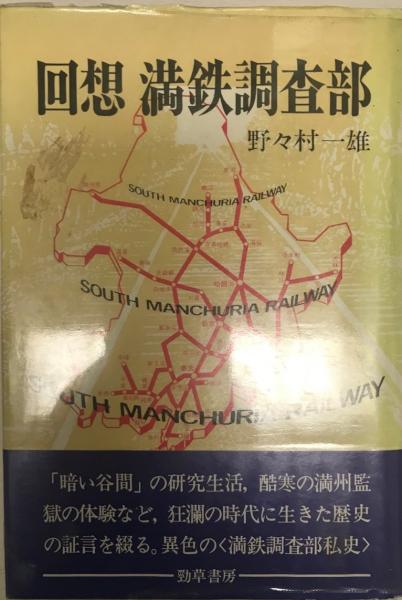 回想 満鉄調査部
野々村一雄
SOUTH MANCHURIA RAILWAY
SOUTH MANCHURIA RAILWAY
SOUTH MANCHURIA RAILWAY
「暗い谷間」の研究生活，酷寒の満州監
獄の体験など，狂瀾の時代に生きた歴史
の証言を綴る。異色の〈満鉄調査部私史〉
勁草書房